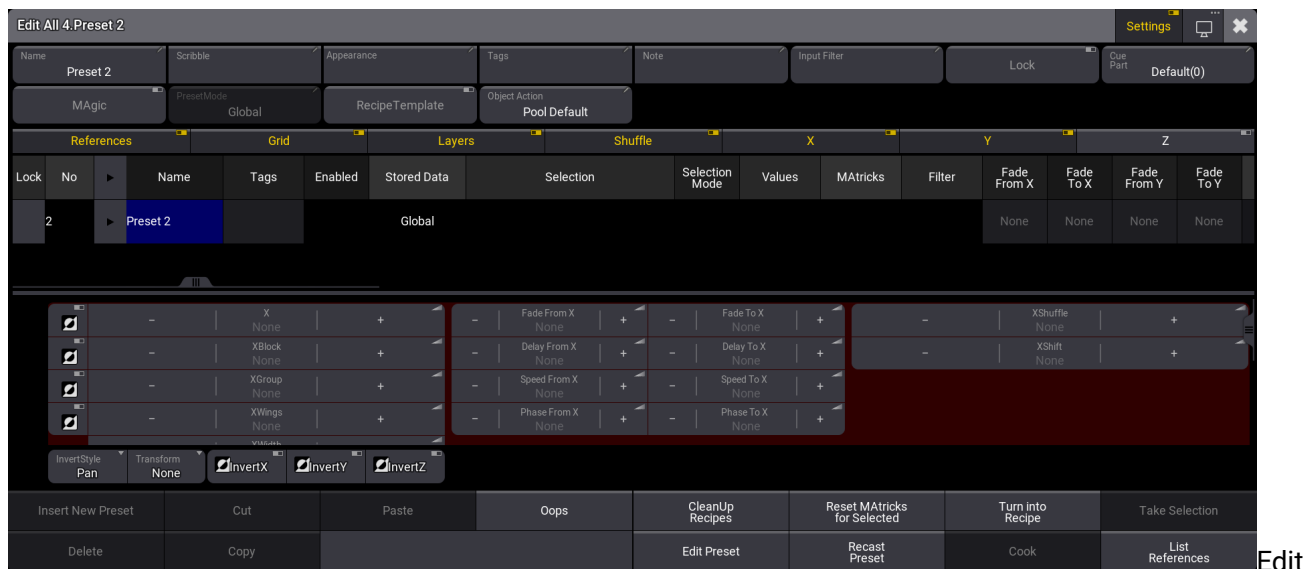 Edit All 4.Preset 2
Settings
Name
Preset 2
Scribble
Appearance
Tags
Note
Input Filter
Lock
Cue
Part
Default(0)
MAgic
PresetMode
Global
RecipeTemplate
Object Action
Pool Default
References
Grid
Layers
Shuffle
X
Y
Z
Lock
No
Name
Tags
Enabled
Stored Data
Selection
Selection
Mode
Values
MAtricks
Filter
Fade
From X
Fade
To X
Fade
From Y
Fade
To Y
2
Preset 2
Global
None
None
None
None
X
None
Fade From X
None
Fade To X
None
XShuffle
None
XBlock
None
Delay From X
None
Delay To X
None
XShift
None
XGroup
None
Speed From X
None
Speed To X
None
XWings
None
Phase From X
None
Phase To X
None
XWidth
InvertStyle
Pan
Transform
None
InvertX
InvertY
InvertZ
Insert New Preset
Cut
Paste
Oops
CleanUp
Recipes
Reset MAtricks
for Selected
Turn into
Recipe
Take Selection
Delete
Copy
Edit Preset
Recast
Preset
Cook
List
References
Edit